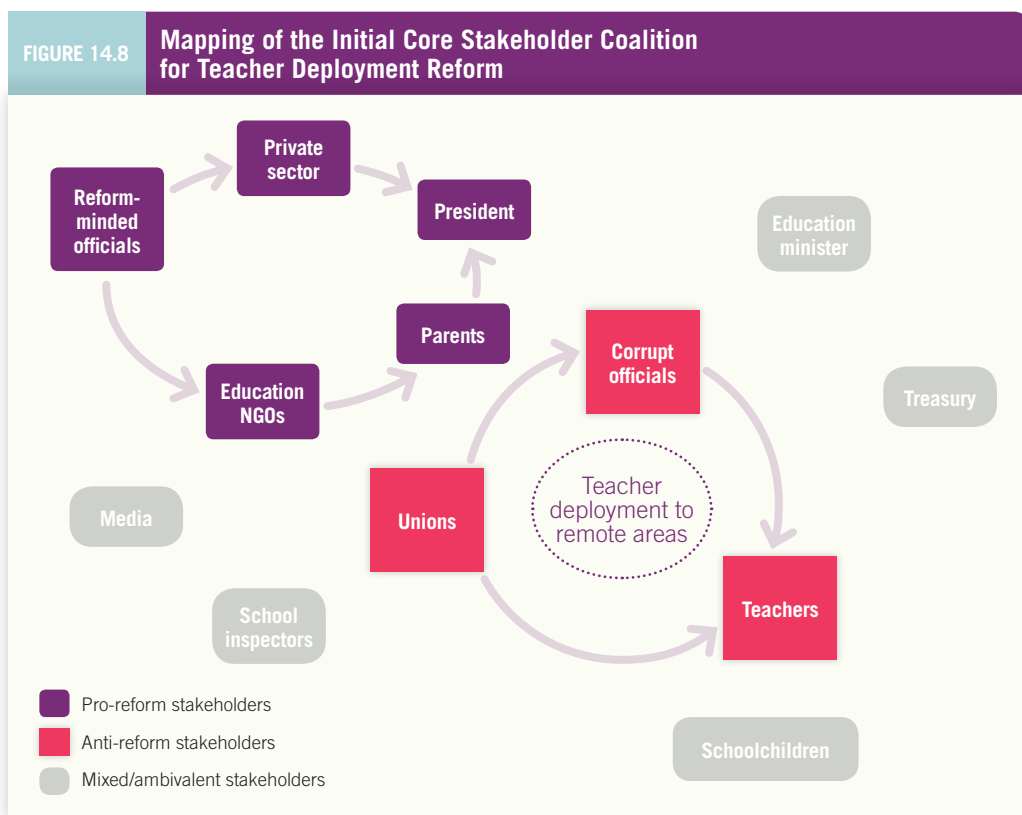 FIGURE 14.8
Mapping of the Initial Core Stakeholder Coalition
for Teacher Deployment Reform
Private
sector
Reform-
minded
officials
President
Education
minister
Parents
Corrupt
officials
Education
NGOs
Treasury
Media
Unions
Teacher
deployment to
remote areas
Teachers
School
inspectors
Pro-reform stakeholders
Anti-reform stakeholders
Mixed/ambivalent stakeholders
Schoolchildren